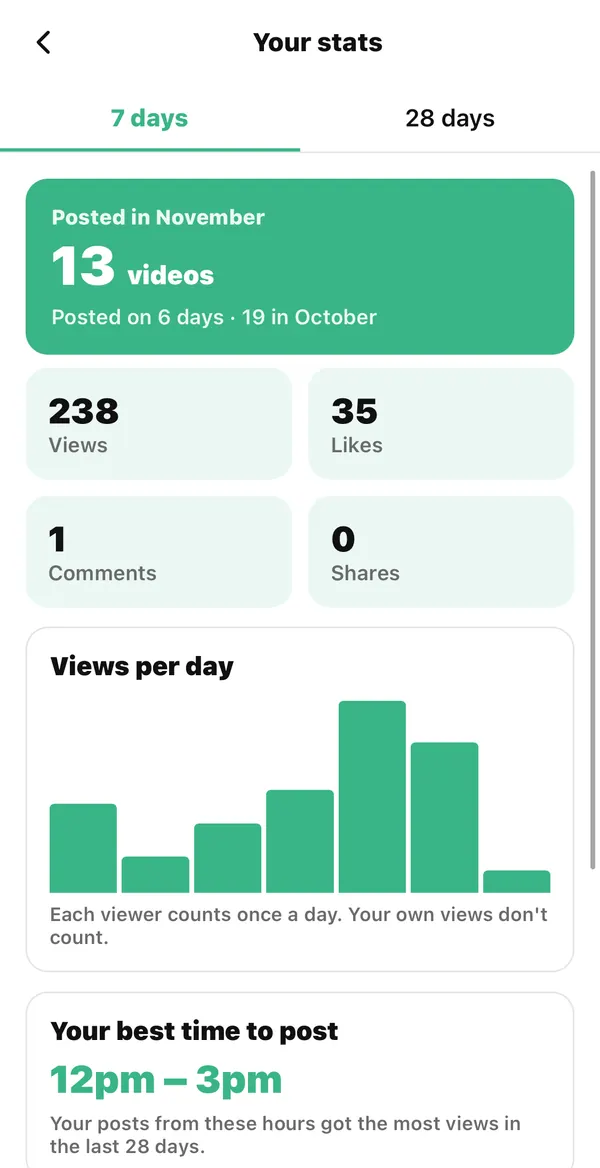 Your stats
7 days
28 days
Posted in November
13 videos
Posted on 6 days · 19 in October
238
Views
35
Likes
1
Comments
0
Shares
Views per day
Each viewer counts once a day. Your own views don't
count.
Your best time to post
12pm – 3pm
Your posts from these hours got the most views in
the last 28 days.